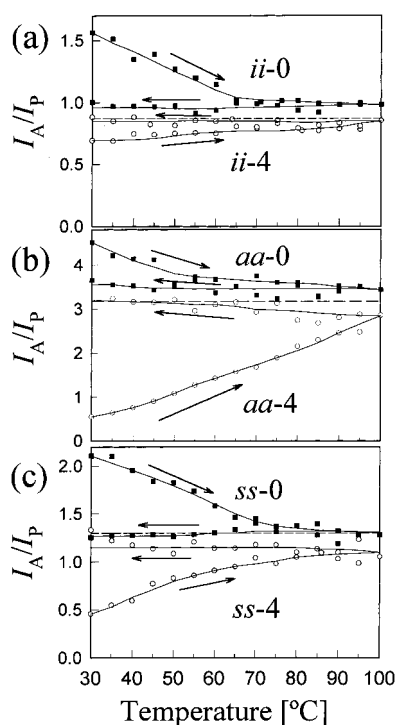 (a)
1.5
1.0
0.5
0.0
I_A/I_P
ii-0
ii-4
(b)
4
3
2
1
0
I_A/I_P
aa-0
aa-4
(c)
2.0
1.5
1.0
0.5
0.0
I_A/I_P
ss-0
ss-4
30 40 50 60 70 80 90 100
Temperature [ºC]